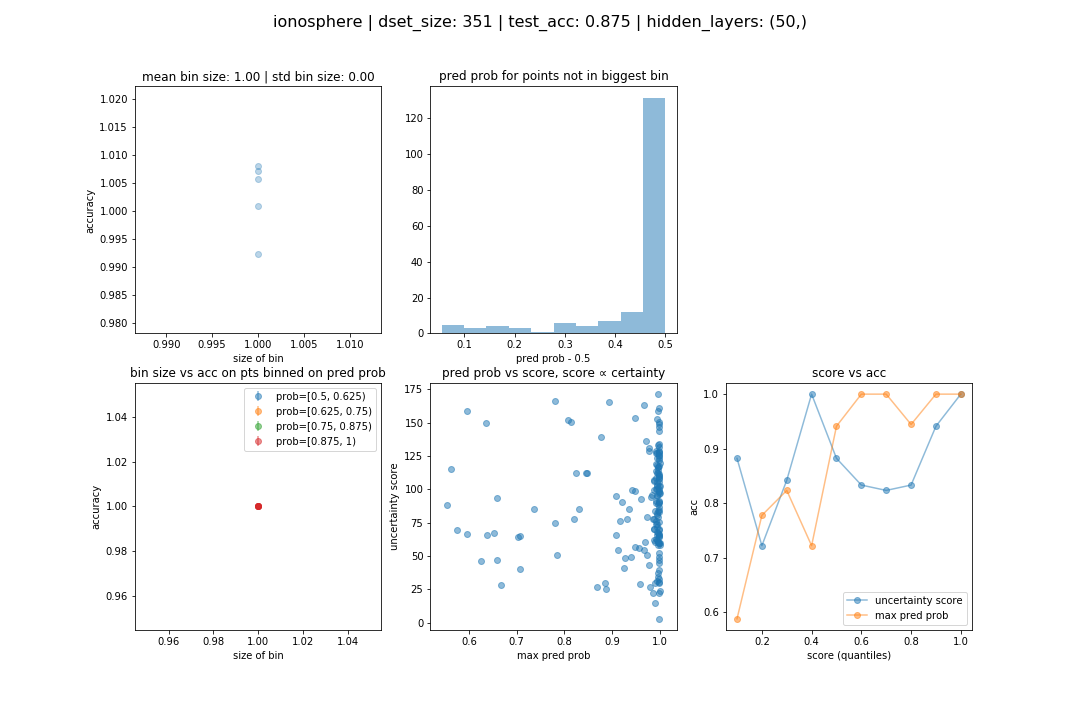 ionosphere | dset_size: 351 | test_acc: 0.875 | hidden_layers: (50,)
mean bin size: 1.00 | std bin size: 0.00
1.020
1.015
1.010
1.005
1.000
0.995
0.990
0.985
0.980
accuracy
0.990
0.995
1.000
1.005
1.010
size of bin
pred prob for points not in biggest bin
120
100
80
60
40
20
0
0.1
0.2
0.3
0.4
0.5
pred prob - 0.5
bin size vs acc on pts binned on pred prob
prob=[0.5, 0.625)
prob=[0.625, 0.75)
prob=[0.75, 0.875)
prob=[0.875, 1)
1.04
1.02
1.00
0.98
0.96
accuracy
0.96
0.98
1.00
1.02
1.04
size of bin
pred prob vs score, score ∝ certainty
175
150
125
100
75
50
25
0
uncertainty score
0.6
0.7
0.8
0.9
1.0
max pred prob
score vs acc
1.0
0.9
0.8
0.7
0.6
acc
uncertainty score
max pred prob
0.2
0.4
0.6
0.8
1.0
score (quantiles)